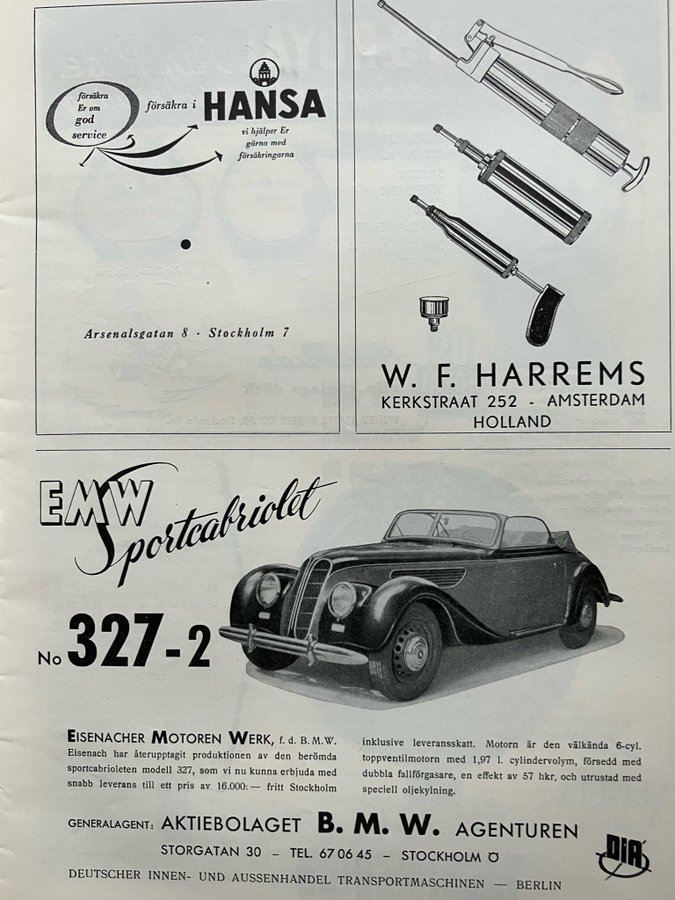 försäkra
Er om
god
service
försäkra i HANSA
vi hjälper Er
gärna med
försäkringarna
Arsenalsgatan 8 · Stockholm 7
W. F. HARREMS
KERKSTRAAT 252 - AMSTERDAM
HOLLAND
EMW
Sportcabriolet
No 327-2
EISENACHER MOTOREN WERK, f. d. B. M. W.
Eisenach har återupptagit produktionen av den berömda
sportcabrioleten modell 327, som vi nu kunna erbjuda med
snabb leverans till ett pris av 16.000:— fritt Stockholm
inklusive leveransskatt. Motorn är den välkända 6-cyl.
toppventilmotorn med 1,97 l. cylindervolym, försedd med
dubbla fallförgasare, en effekt av 57 hkr, och utrustad med
speciell oljekylning.
GENERALAGENT: AKTIEBOLAGET B. M. W. AGENTUREN
STORGATAN 30 – TEL. 67 06 45 – STOCKHOLM Ö
DiA
DEUTSCHER INNEN- UND AUSSENHANDEL TRANSPORTMASCHINEN — BERLIN